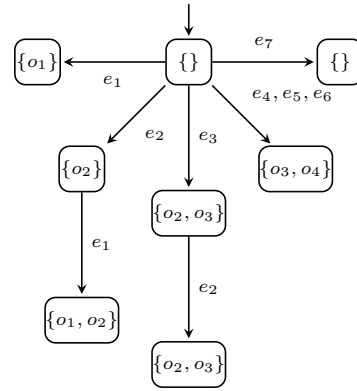 {o₁}
{}
{}
e₁
e₇
e₄, e₅, e₆
e₂
e₃
{o₂}
{o₂, o₃}
{o₃, o₄}
e₁
e₂
{o₁, o₂}
{o₂, o₃}